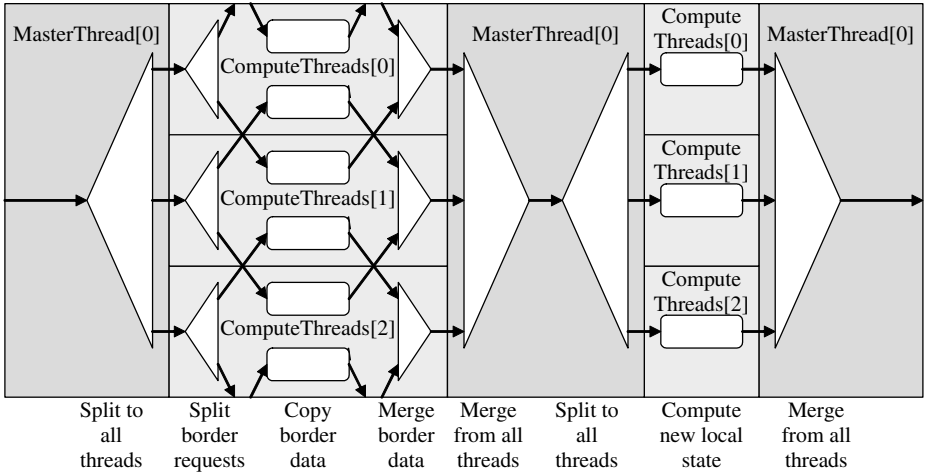 MasterThread[0]
ComputeThreads[0]
ComputeThreads[1]
ComputeThreads[2]
MasterThread[0]
Compute
Threads[0]
Compute
Threads[1]
Compute
Threads[2]
MasterThread[0]
Split to
all
threads
Split
border
requests
Copy
border
data
Merge
border
data
Merge
from all
threads
Split to
all
threads
Compute
new local
state
Merge
from all
threads